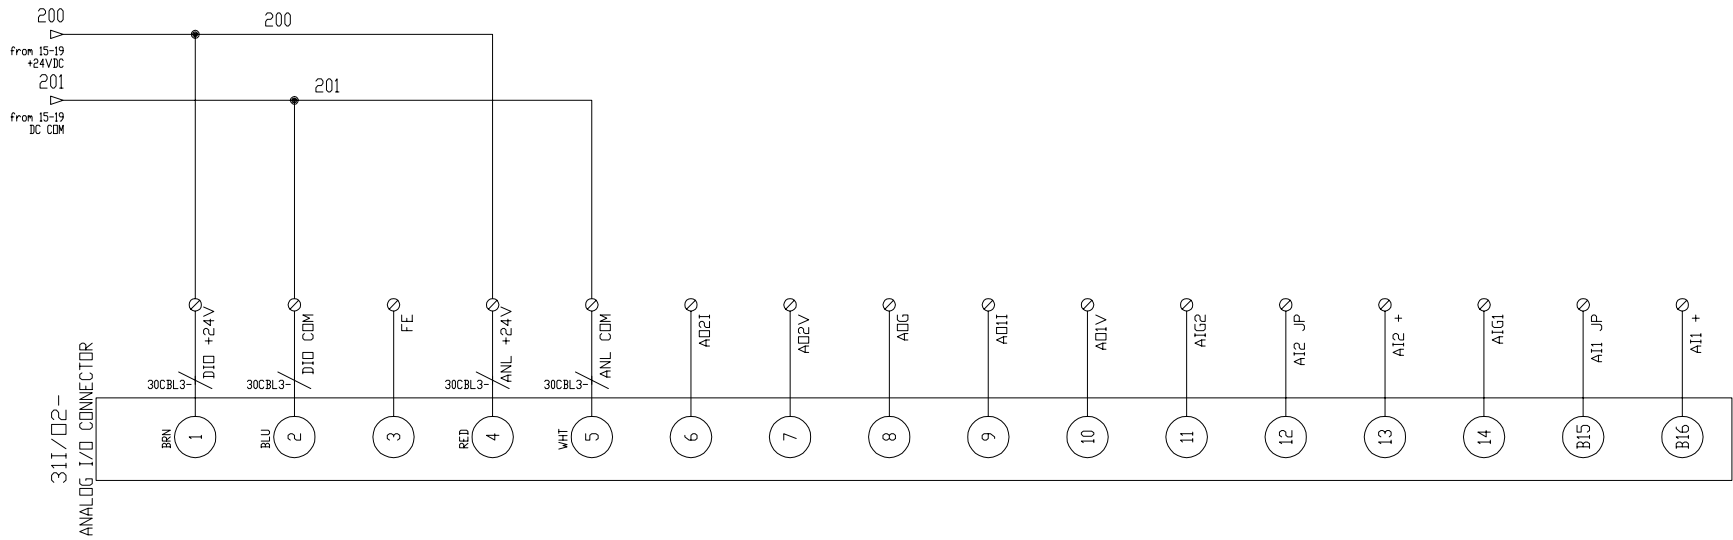 200
200
from 15-19
+24VDC
201
201
from 15-19
DC COM
DIO +24V
DIO COM
FE
ANL +24V
ANL COM
AO2I
AO2V
AOG
AO1I
AO1V
AIG2
AI2 JP
AI2 +
AIG1
AI1 JP
AI1 +
30CBL3-
30CBL3-
30CBL3-
30CBL3-
31I/O2-
ANALOG I/O CONNECTOR
BRN
1
BLU
2
3
RED
4
WHT
5
6
7
8
9
10
11
12
13
14
B15
B16